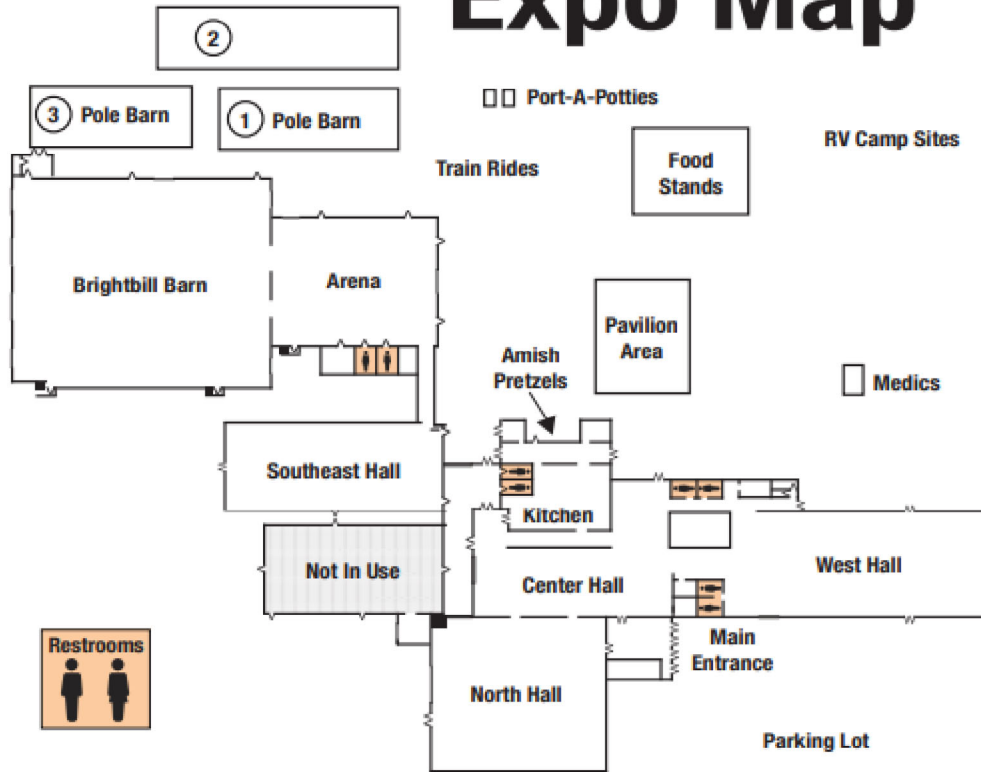 Expo Map
2
3 Pole Barn
1 Pole Barn
Port-A-Potties
RV Camp Sites
Train Rides
Food
Stands
Brightbill Barn
Arena
Pavilion
Area
Amish
Pretzels
Medics
Southeast Hall
Kitchen
Not In Use
Center Hall
West Hall
Restrooms
Main
Entrance
North Hall
Parking Lot